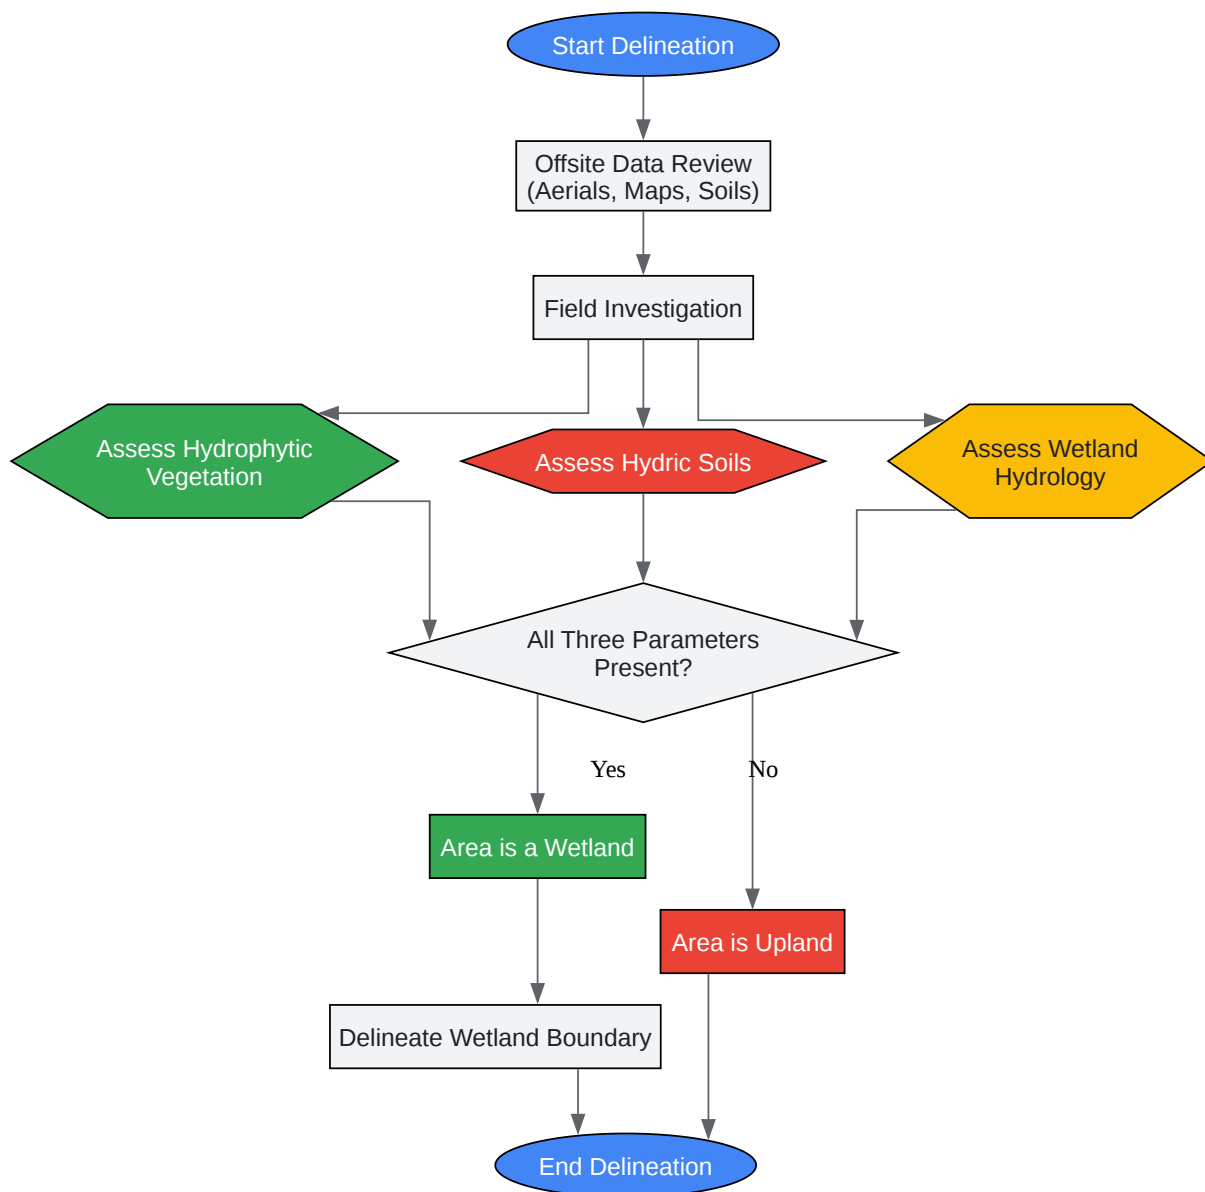 Start Delineation
Offsite Data Review
(Aerials, Maps, Soils)
Field Investigation
Assess Hydrophytic
Vegetation
Assess Hydric Soils
Assess Wetland
Hydrology
All Three Parameters
Present?
Yes
No
Area is a Wetland
Area is Upland
Delineate Wetland Boundary
End Delineation